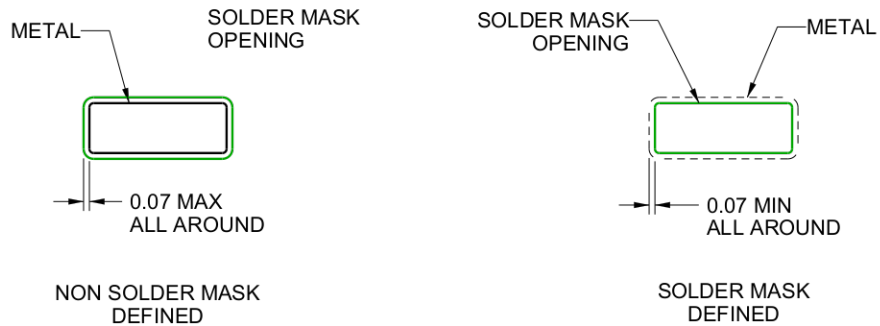 METAL
SOLDER MASK
OPENING
0.07 MAX
ALL AROUND
NON SOLDER MASK
DEFINED
SOLDER MASK
OPENING
METAL
0.07 MIN
ALL AROUND
SOLDER MASK
DEFINED